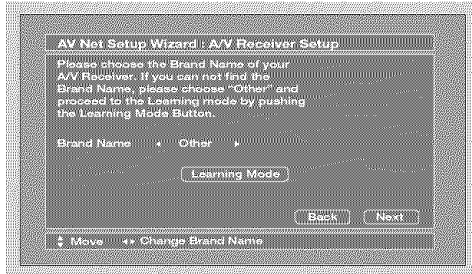 AV Net Setup Wizard : A/V Receiver Setup
Please choose the Brand Name of your
A/V Receiver. If you can not find the
Brand Name, please choose “Other” and
proceed to the Learning mode by pushing
the Learning Mode Button.
Brand Name Other
Learning Mode
Back Next
Move Change Brand Name